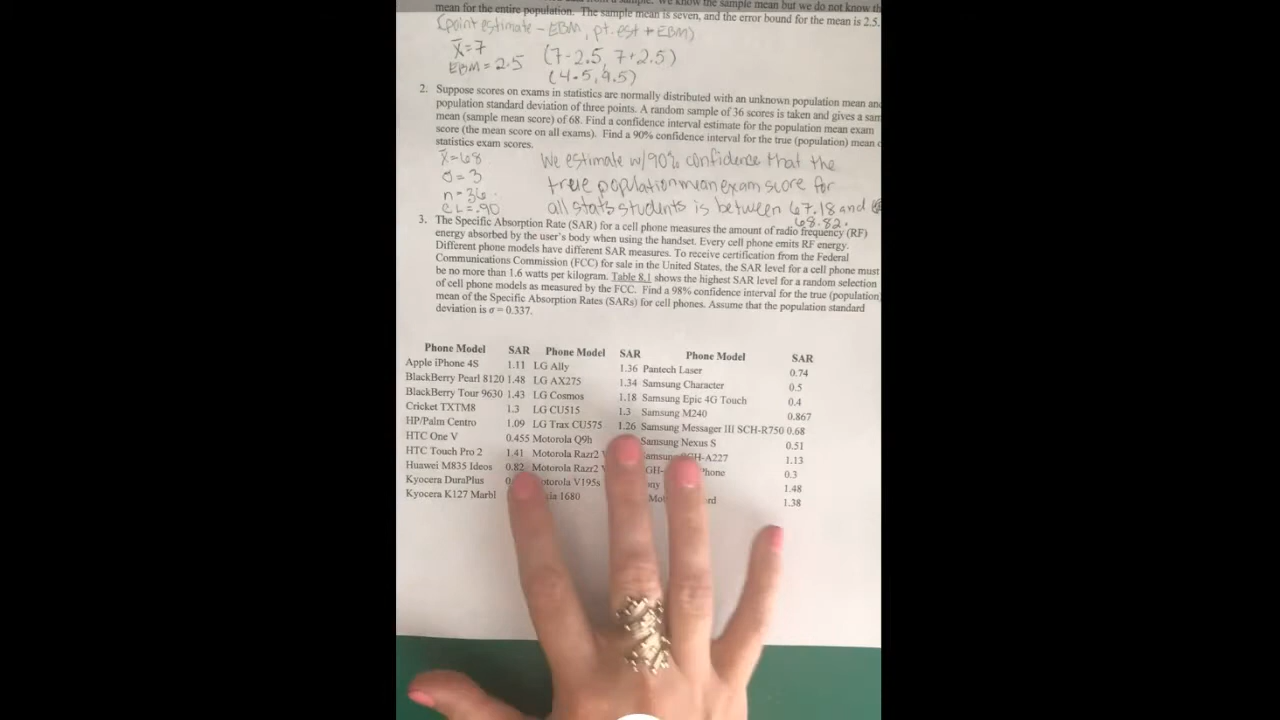 mean for the entire population. The sample mean is seven, and the error bound for the mean is 2.5.
(point estimate - EBM, pt. est + EBM)
x̄ = 7
EBM = 2.5
(7-2.5, 7+2.5)
(4.5, 9.5)
2. Suppose scores on exams in statistics are normally distributed with an unknown population mean and
population standard deviation of three points. A random sample of 36 scores is taken and gives a sam
mean (sample mean score) of 68. Find a confidence interval estimate for the population mean exam
score (the mean score on all exams). Find a 90% confidence interval for the true (population) mean
statistics exam scores.
x̄ = 68
σ = 3
n = 36
CL = .90
We estimate w/ 90% confidence that the
true population mean exam score for
all stats students is between 67.18 and
68.82.
3. The Specific Absorption Rate (SAR) for a cell phone measures the amount of radio frequency (RF)
energy absorbed by the user's body when using the handset. Every cell phone emits RF energy.
Different phone models have different SAR measures. To receive certification from the Federal
Communications Commission (FCC) for sale in the United States, the SAR level for a cell phone must
be no more than 1.6 watts per kilogram. Table 8.1 shows the highest SAR level for a random selection
of cell phone models as measured by the FCC. Find a 98% confidence interval for the true (population)
mean of the Specific Absorption Rates (SARs) for cell phones. Assume that the population standard
deviation is σ = 0.337.
Phone Model SAR Phone Model SAR Phone Model SAR
Apple iPhone 4S 1.11 LG Ally 1.36 Pantech Laser 0.74
BlackBerry Pearl 8120 1.48 LG AX275 1.34 Samsung Character 0.5
BlackBerry Tour 9630 1.43 LG Cosmos 1.18 Samsung Epic 4G Touch 0.4
Cricket TXTM8 1.3 LG CU515 1.3 Samsung M240 0.867
HP/Palm Centro 1.09 LG Trax CU575 1.26 Samsung Messager III SCH-R750 0.68
HTC One V 0.455 Motorola Q9h Samsung Nexus S 0.51
HTC Touch Pro 2 1.41 Motorola Razr2 V -A227 1.13
Huawei M835 Ideos 0.82 Motorola Razr2 V GH- hone 0.3
Kyocera DuraPlus otorola V195s ony 1.48
Kyocera K127 Marbl ia 1680 Mo rd 1.38